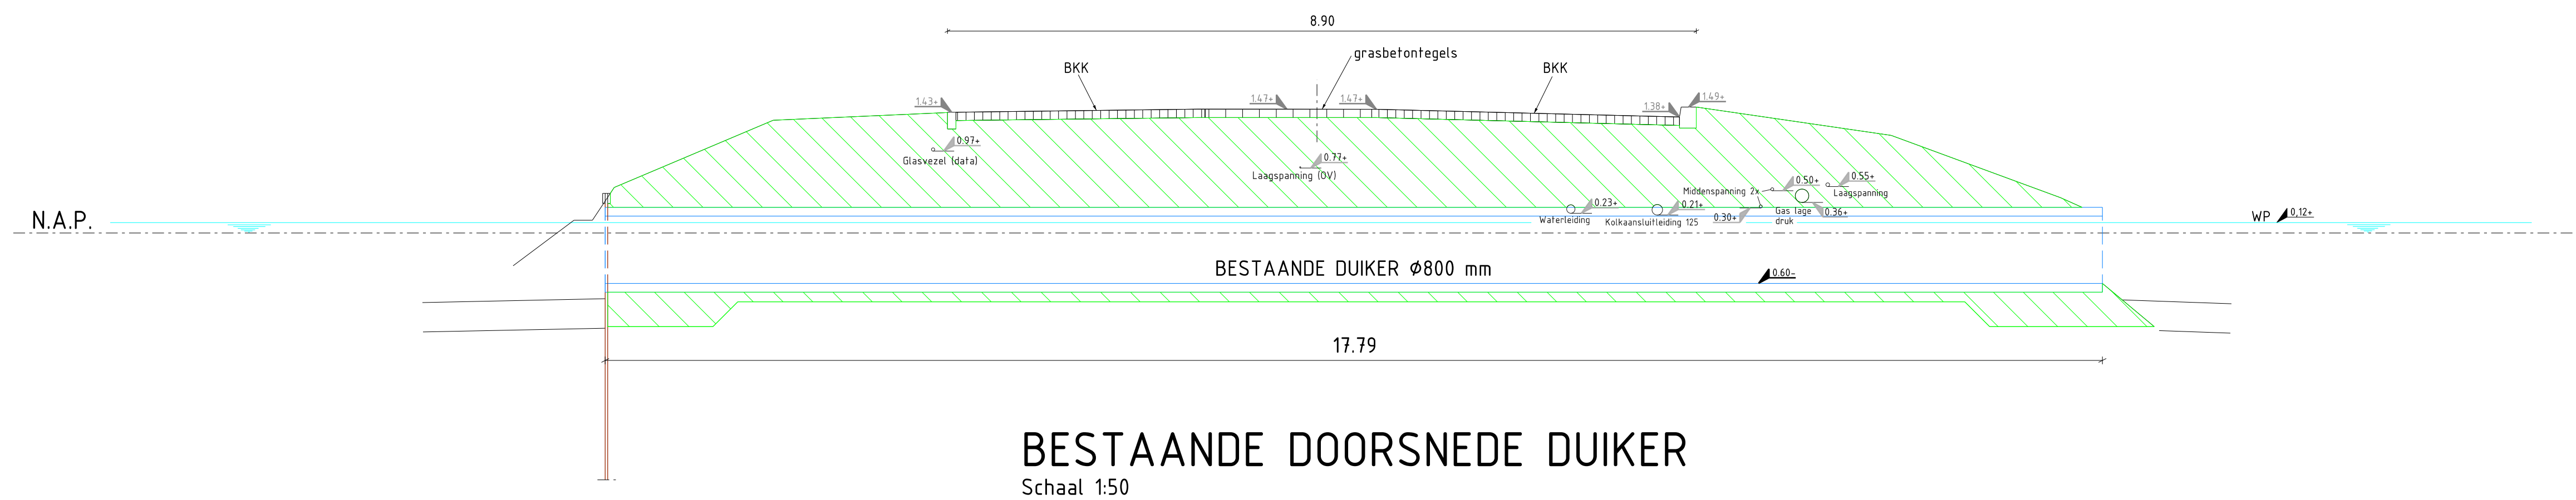 8.90
grasbetontegels
BKK
BKK
1.43+
1.47+
1.47+
1.38+
1.49+
0.97+
Glasvezel (data)
0.77+
Laagspanning (OV)
Middenspanning 2x
0.50+
0.55+
Laagspanning
0.23+
Waterleiding
0.21+
Kolkaansluitleiding 125
0.30+
Gas lage
druk
0.36+
N.A.P.
WP 0,12+
BESTAANDE DUIKER Ø800 mm
0.60-
17.79
BESTAANDE DOORSNEDE DUIKER
Schaal 1:50